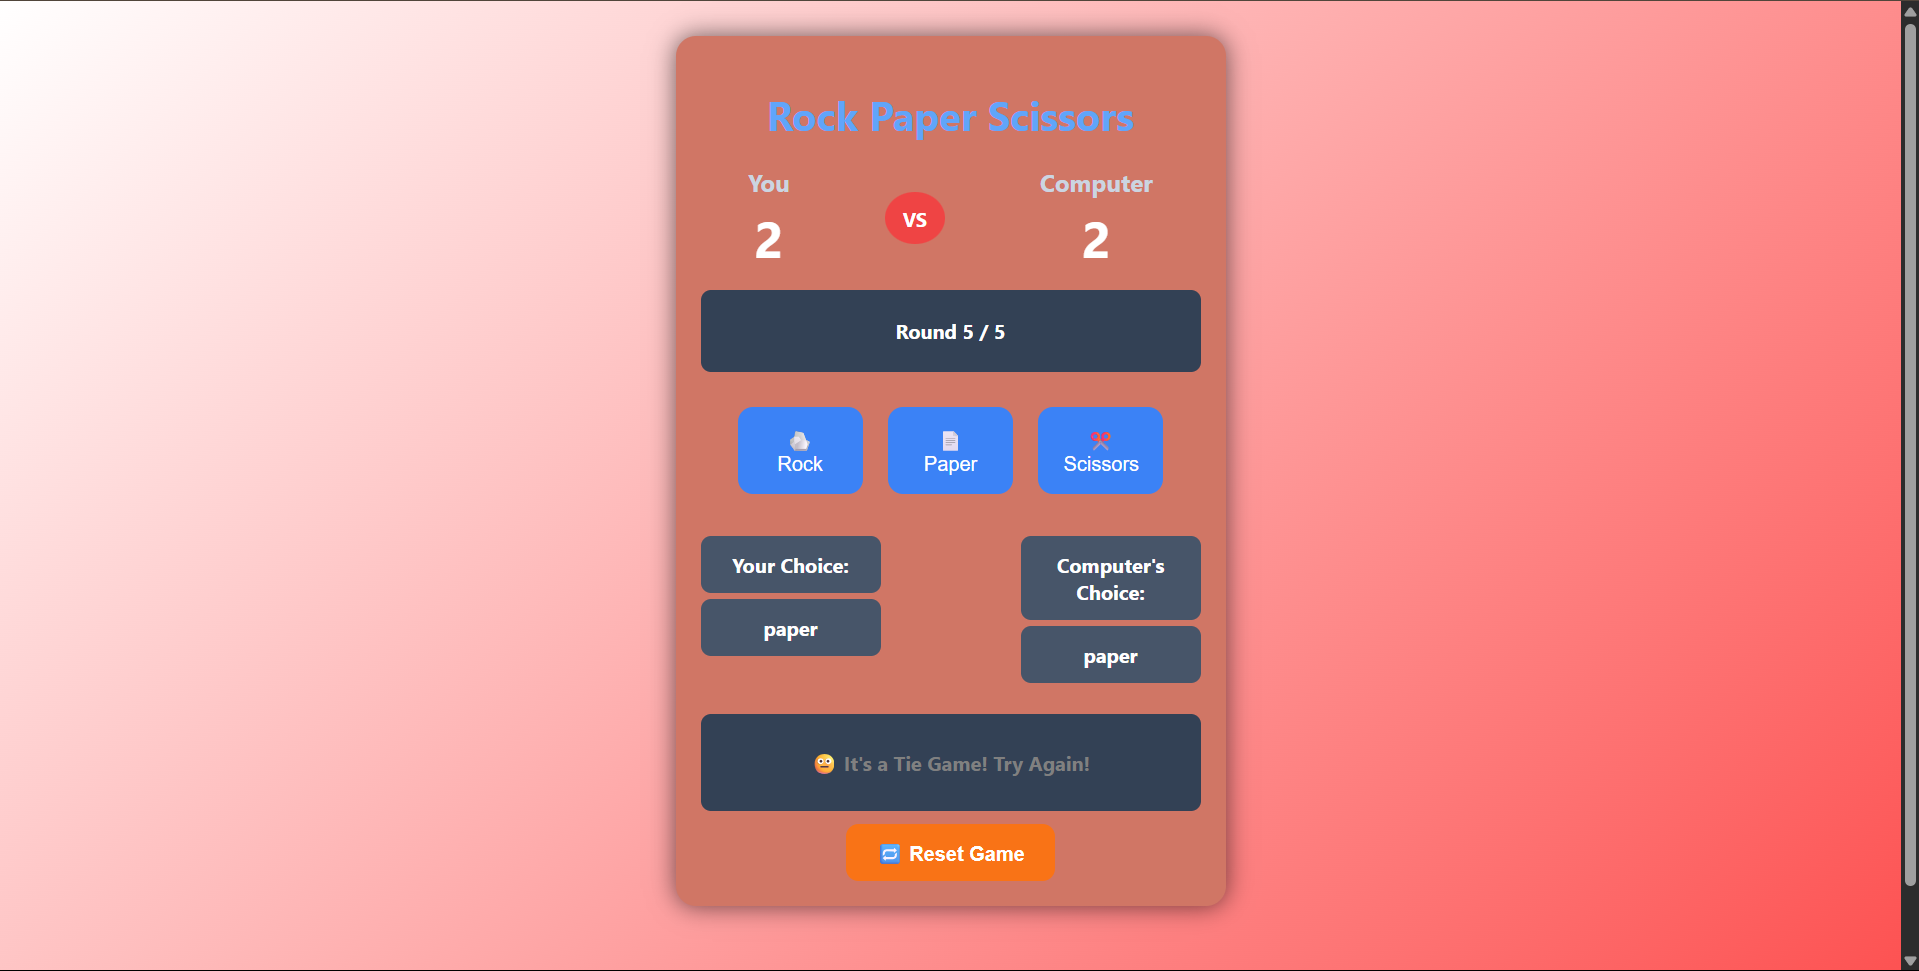 Rock Paper Scissors
You
Computer
2
VS
2
Round 5 / 5
Rock
Paper
Scissors
Your Choice:
paper
Computer's
Choice:
paper
It's a Tie Game! Try Again!
Reset Game